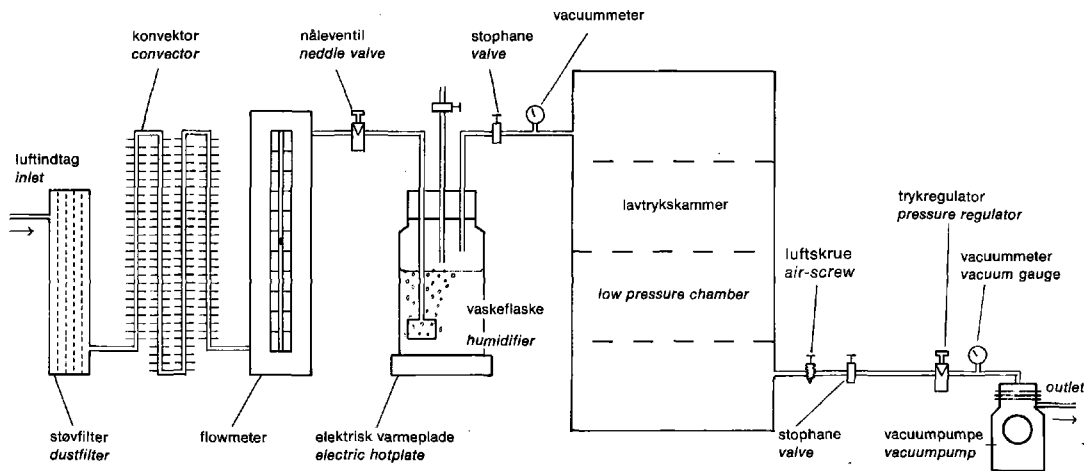 konvektor
convector
nåleventil
neddle valve
stophane
valve
vacuummeter
luftindtag
inlet
lavtrykskammer
low pressure chamber
luftskrue
air-screw
trykregulator
pressure regulator
vacuummeter
vacuum gauge
vaskeflaske
humidifier
støvfilter
dustfilter
flowmeter
elektrisk varmeplade
electric hotplate
stophane
valve
vacuumpumpe
vacuumpump
outlet